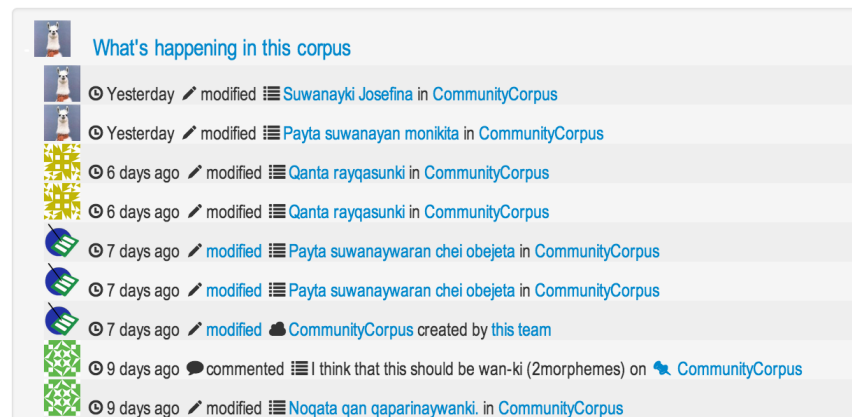 What's happening in this corpus
Yesterday modified Suwanayki Josefina in CommunityCorpus
Yesterday modified Payta suwanayan monikita in CommunityCorpus
6 days ago modified Qanta rayqasunki in CommunityCorpus
6 days ago modified Qanta rayqasunki in CommunityCorpus
7 days ago modified Payta suwanaywaran chei obejeta in CommunityCorpus
7 days ago modified Payta suwanaywaran chei obejeta in CommunityCorpus
7 days ago modified CommunityCorpus created by this team
9 days ago commented I think that this should be wan-ki (2morphemes) on CommunityCorpus
9 days ago modified Noqata qan qaparinaywanki. in CommunityCorpus